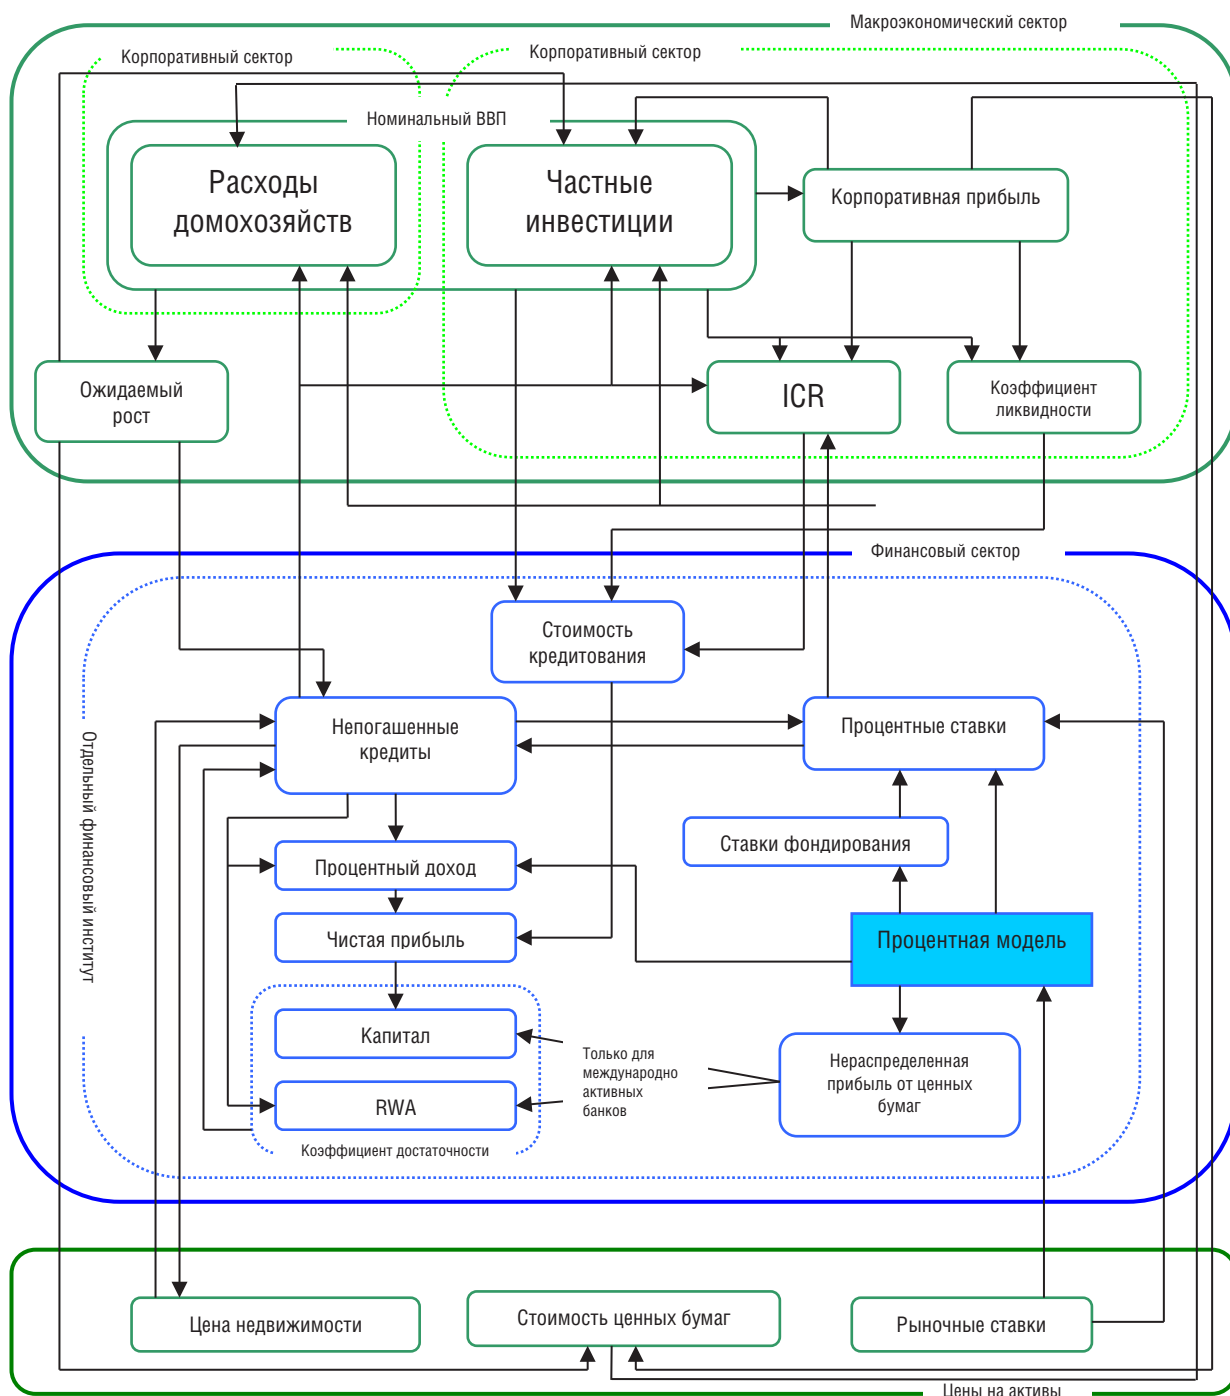 Макроэкономический сектор
Корпоративный сектор
Корпоративный сектор
Номинальный ВВП
Расходы
домохозяйств
Частные
инвестиции
Корпоративная прибыль
Ожидаемый
рост
ICR
Коэффициент
ликвидности
Финансовый сектор
Отдельный финансовый институт
Стоимость
кредитования
Непогашенные
кредиты
Процентные ставки
Ставки фондирования
Процентный доход
Чистая прибыль
Процентная модель
Капитал
RWA
Коэффициент достаточности
Только для
международно
активных
банков
Нераспределенная
прибыль от ценных
бумаг
Цена недвижимости
Стоимость ценных бумаг
Рыночные ставки
Цены на активы